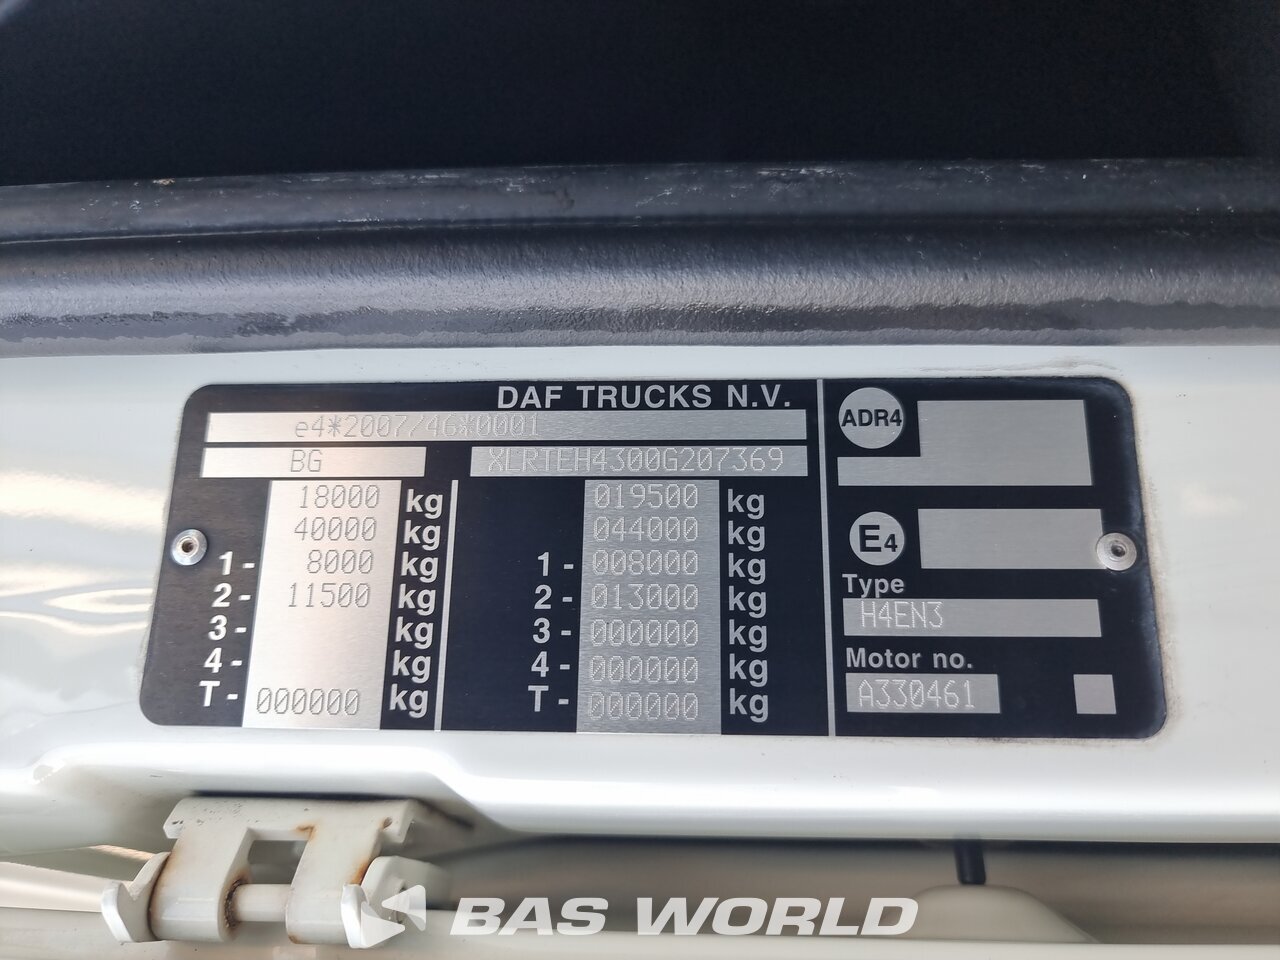 DAF TRUCKS N.V.
e4*2007/46*0001
BG XLRTEH4300G207369
18000 kg 019500 kg
40000 kg 044000 kg
1- 8000 kg 1- 008000 kg
2- 11500 kg 2- 013000 kg
3- kg 3- 000000 kg
4- kg 4- 000000 kg
T- 000000 kg T- 000000 kg
ADR4
E4
Type
H4EN3
Motor no.
A330461
BAS WORLD